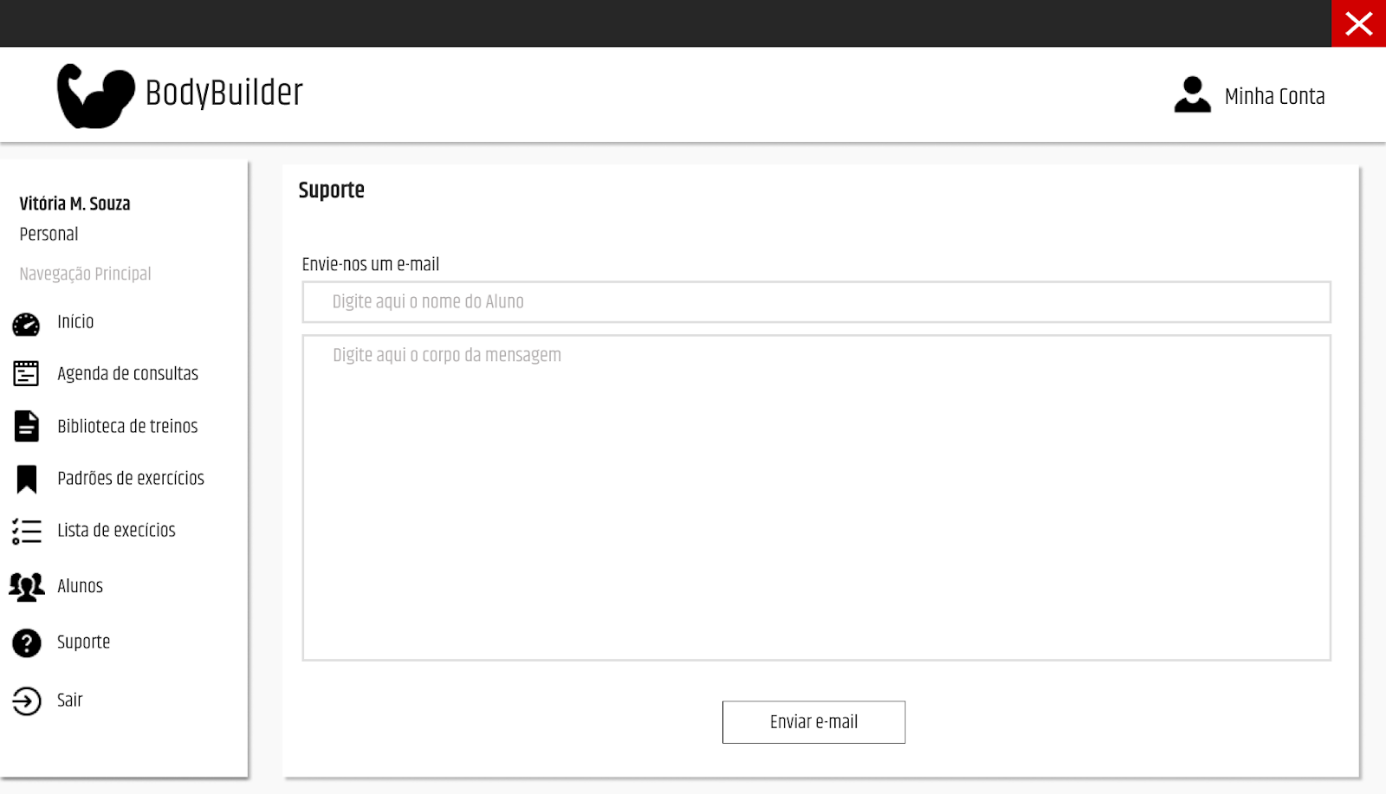 BodyBuilder
Minha Conta
Vitória M. Souza
Personal
Navegação Principal
Início
Agenda de consultas
Biblioteca de treinos
Padrões de exercícios
Lista de execícios
Alunos
Suporte
Sair
Suporte
Envie-nos um e-mail
Digite aqui o nome do Aluno
Digite aqui o corpo da mensagem
Enviar e-mail